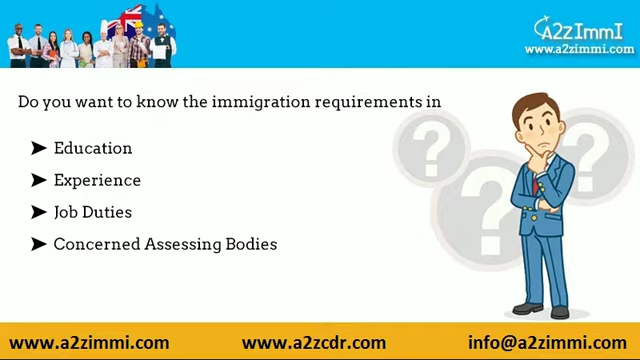 A2ZImmI
www.a2zimmi.com
Do you want to know the immigration requirements in
Education
Experience
Job Duties
Concerned Assessing Bodies
? ? ?
www.a2zimmi.com www.a2zcdr.com info@a2zimmi.com